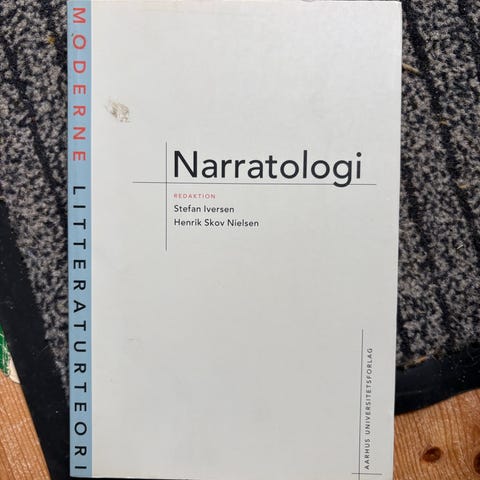 MODERNE LITTERATURTEORI
Narratologi
REDAKTION
Stefan Iversen
Henrik Skov Nielsen
AARHUS UNIVERSITETSFORLAG